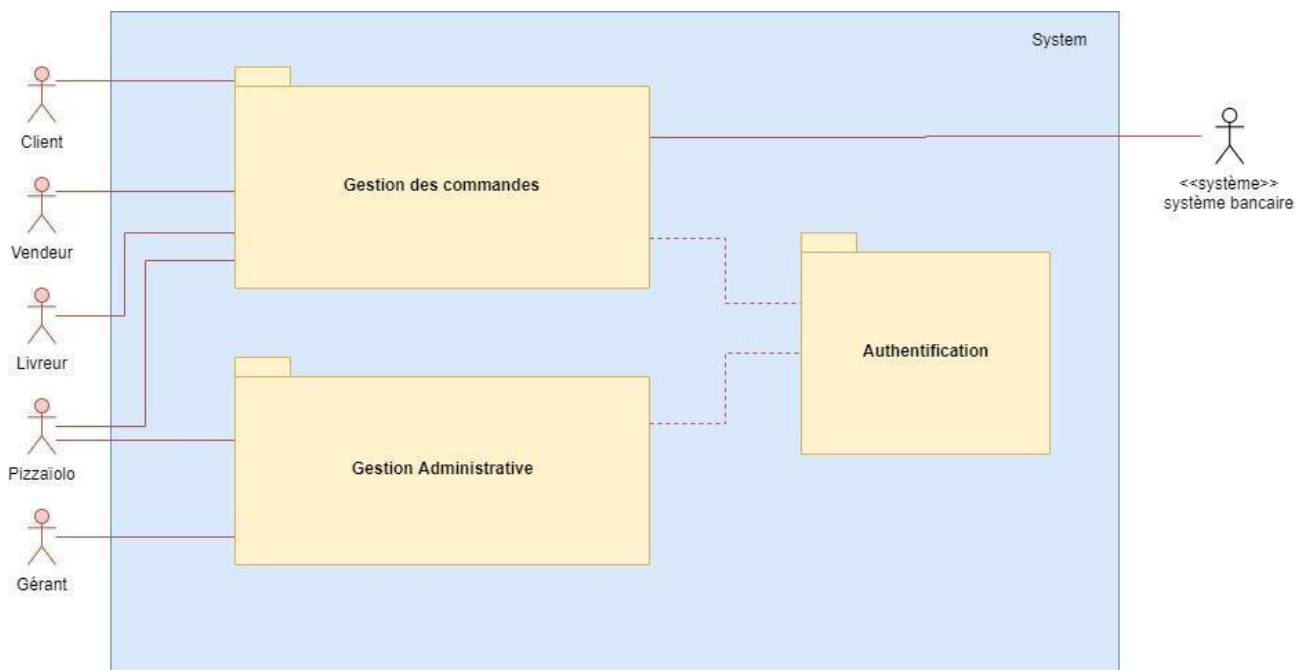 System
Client
Gestion des commandes
<<système>>
système bancaire
Vendeur
Livreur
Authentification
Pizzaïolo
Gestion Administrative
Gérant